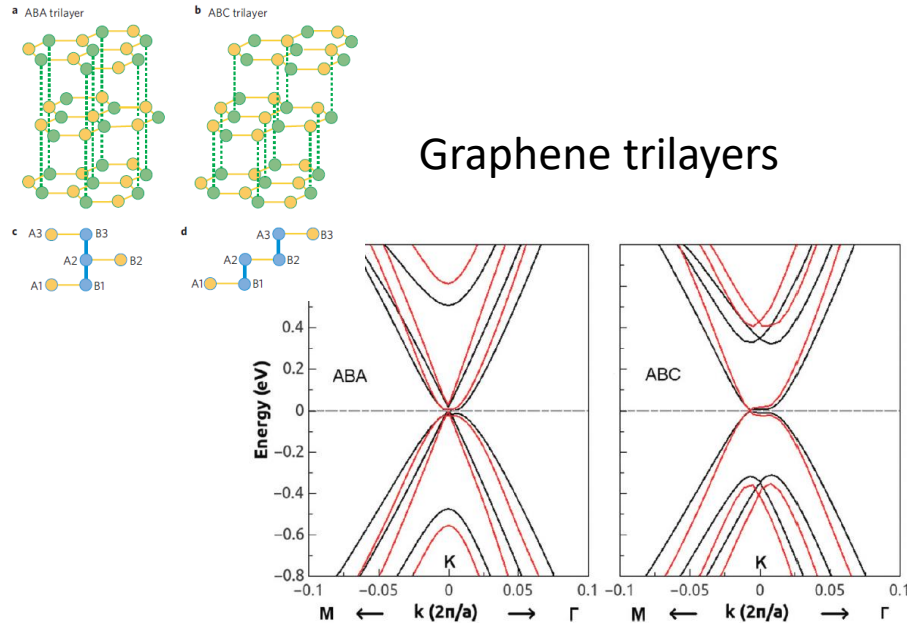 a ABA trilayer
b ABC trilayer
Graphene trilayers
c
A3 B3
A2 B2
A1 B1
d
A3 B3
A2 B2
A1 B1
Energy (eV)
0.4
0.2
0
−0.2
−0.4
−0.6
−0.8
ABA
K
−0.1 −0.05 0 0.05 0.1
M ← k (2π/a) → Γ
ABC
K
−0.1 −0.05 0 0.05 0.1
M ← k (2π/a) → Γ